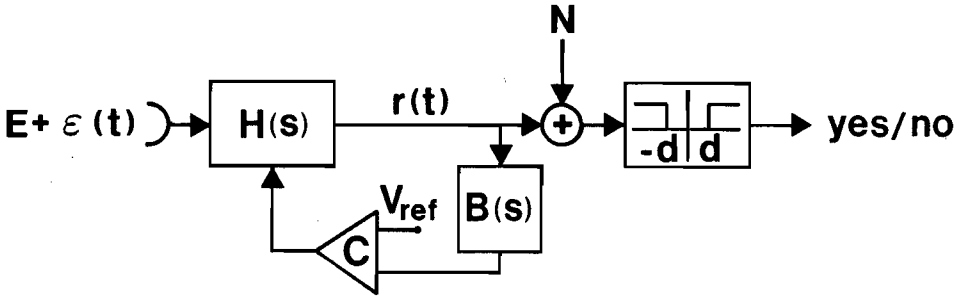 N
E+ ε(t)
H(s)
r(t)
+
-d d
yes/no
V_ref
B(s)
C